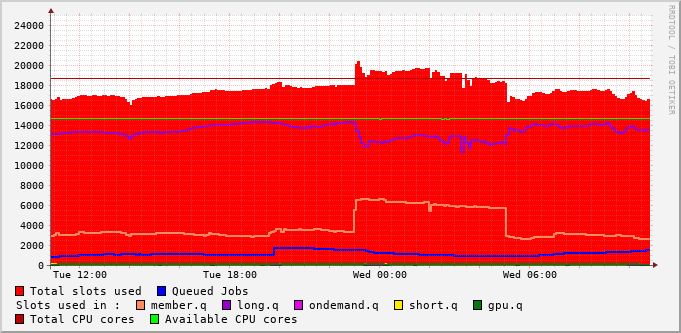 RRDTOOL / TOBI OETIKER
24000
22000
20000
18000
16000
14000
12000
10000
8000
6000
4000
2000
0
Tue 12:00 Tue 18:00 Wed 00:00 Wed 06:00
Total slots used Queued Jobs
Slots used in : member.q long.q ondemand.q short.q gpu.q
Total CPU cores Available CPU cores